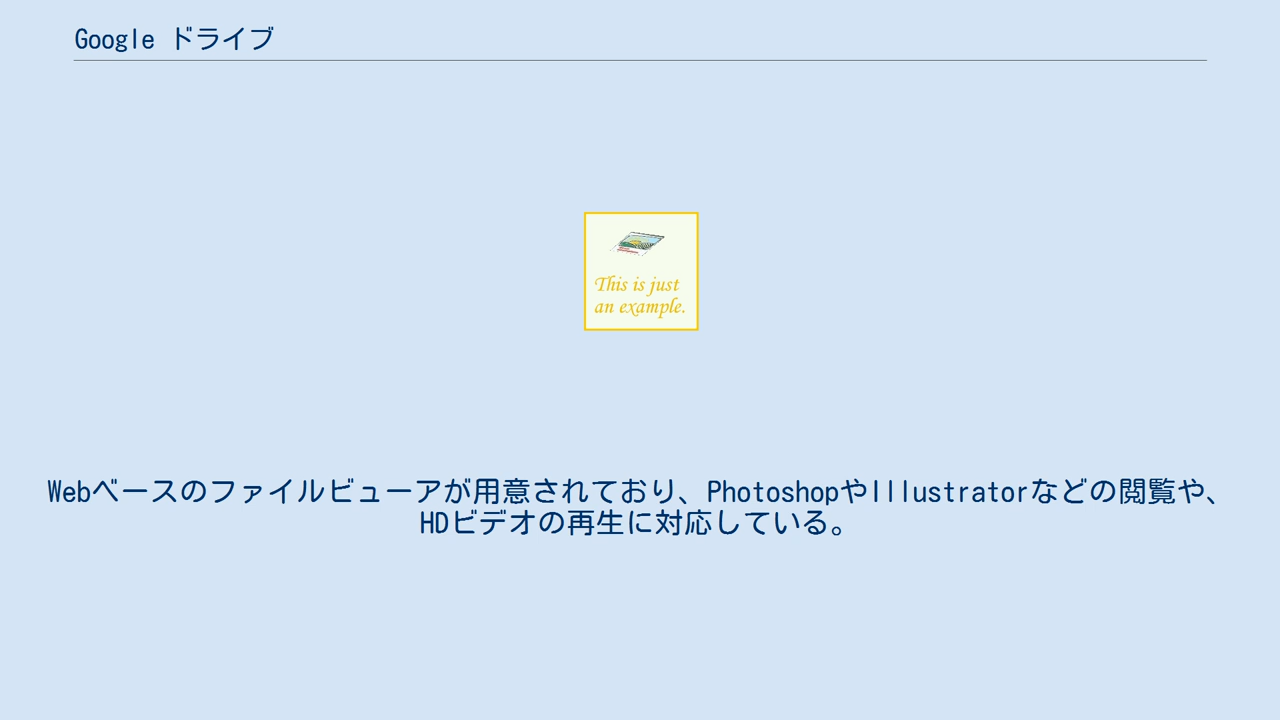 Google ドライブ
This is just
an example.
Webベースのファイルビューアが用意されており、PhotoshopやIllustratorなどの閲覧や、
HDビデオの再生に対応している。